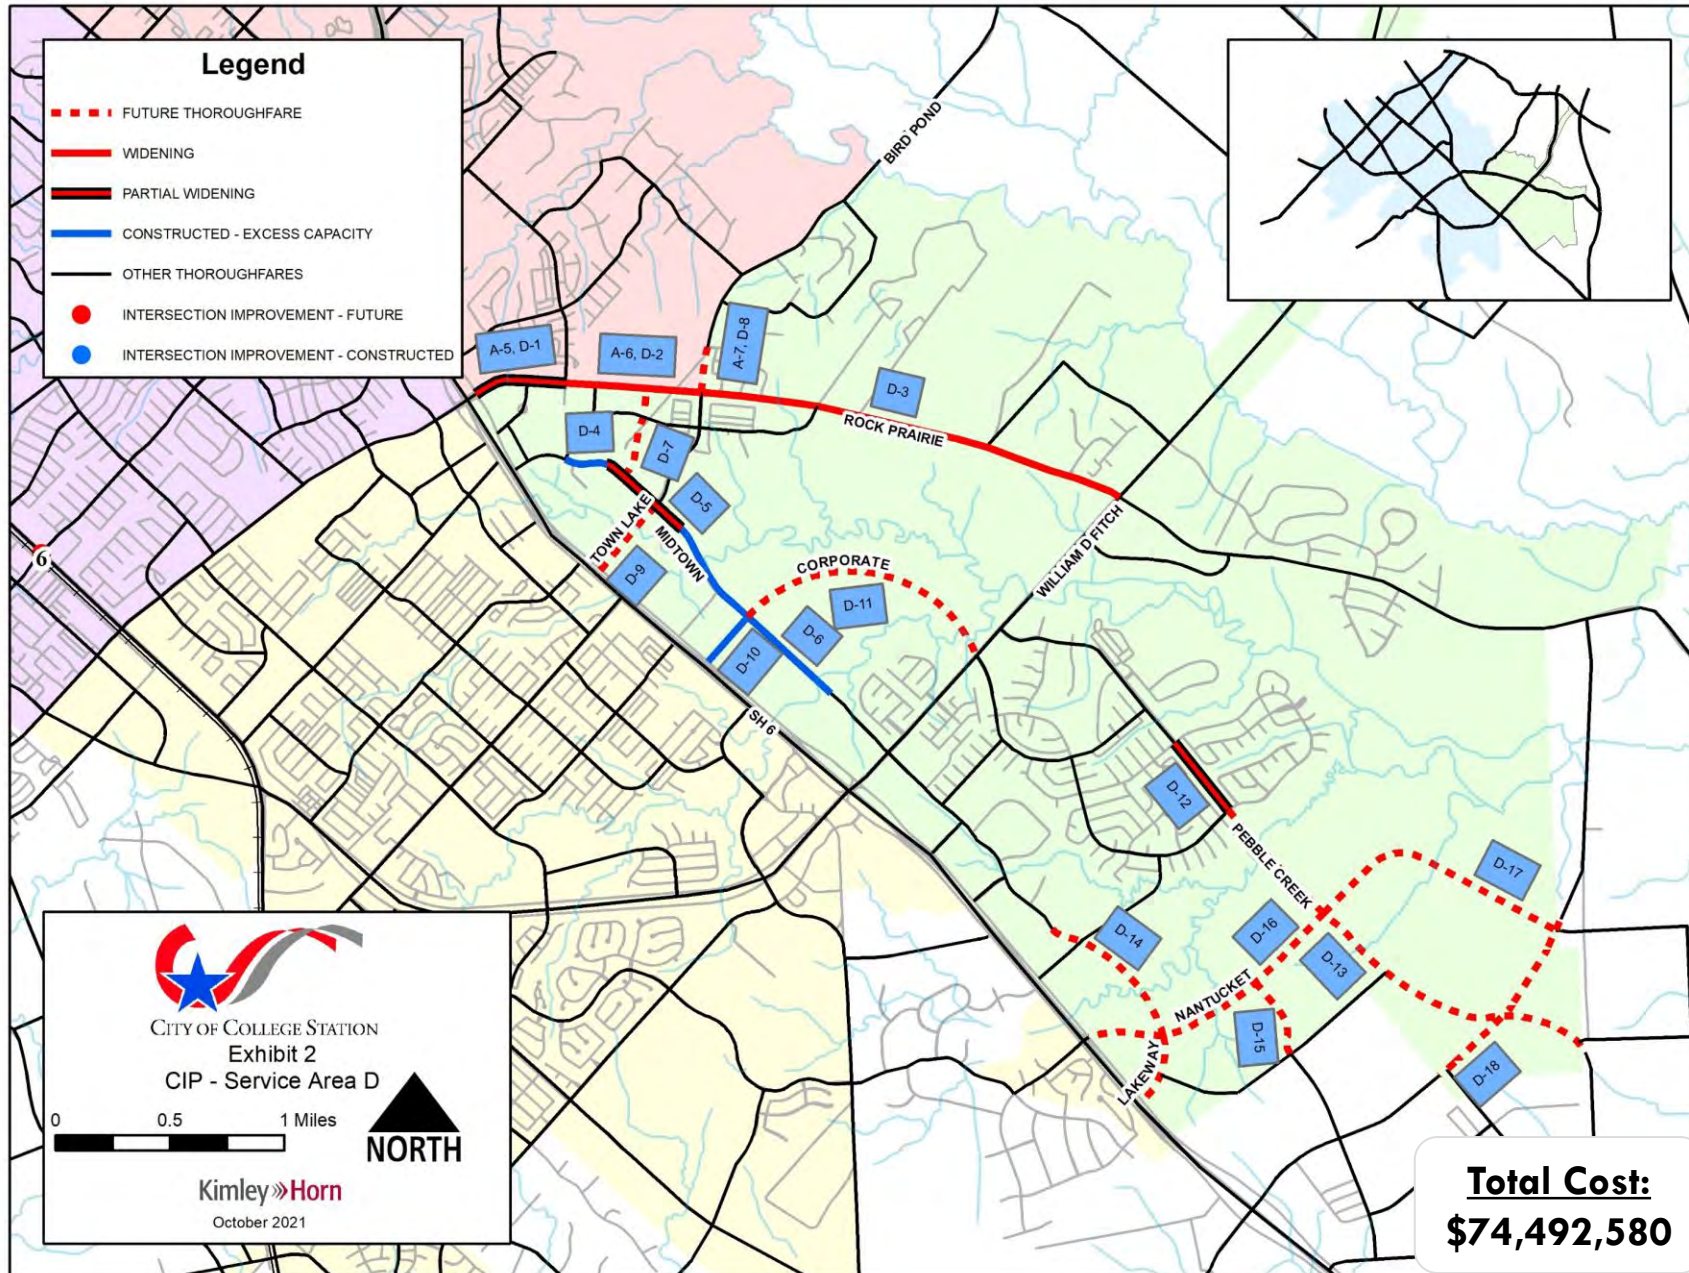 Legend
FUTURE THOROUGHFARE
WIDENING
PARTIAL WIDENING
CONSTRUCTED - EXCESS CAPACITY
OTHER THOROUGHFARES
INTERSECTION IMPROVEMENT - FUTURE
INTERSECTION IMPROVEMENT - CONSTRUCTED
BIRD POND
A-5, D-1
A-6, D-2
A-7, D-8
D-3
ROCK PRAIRIE
D-4
D-7
D-5
TOWN LAKE
MIDTOWN
D-9
CORPORATE
D-11
D-6
D-10
WILLIAM D FITCH
SH 6
6
D-12
PEBBLE CREEK
D-17
D-14
D-16
D-13
NANTUCKET
D-15
LAKEWAY
D-18
CITY OF COLLEGE STATION
Exhibit 2
CIP - Service Area D
0 0.5 1 Miles
NORTH
Kimley»Horn
October 2021
Total Cost:
$74,492,580